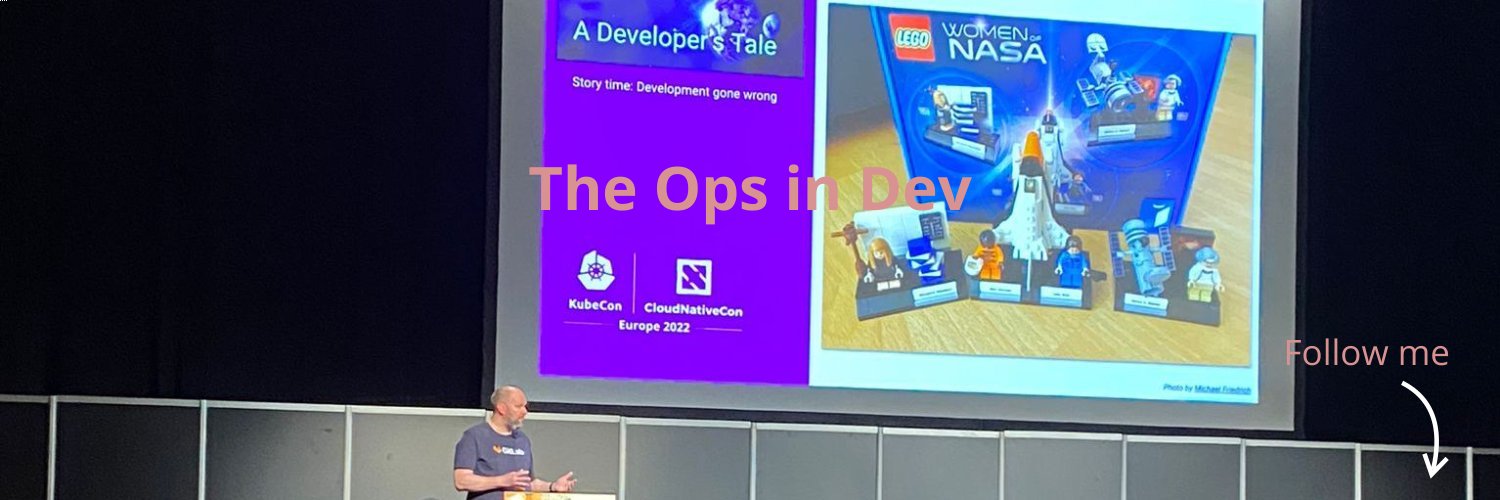 A Developer's Tale
Story time: Development gone wrong
LEGO
WOMEN OF
NASA
The Ops in Dev
KubeCon
CloudNativeCon
Europe 2022
Photo by Michael Friedrich
GitLab
Follow me